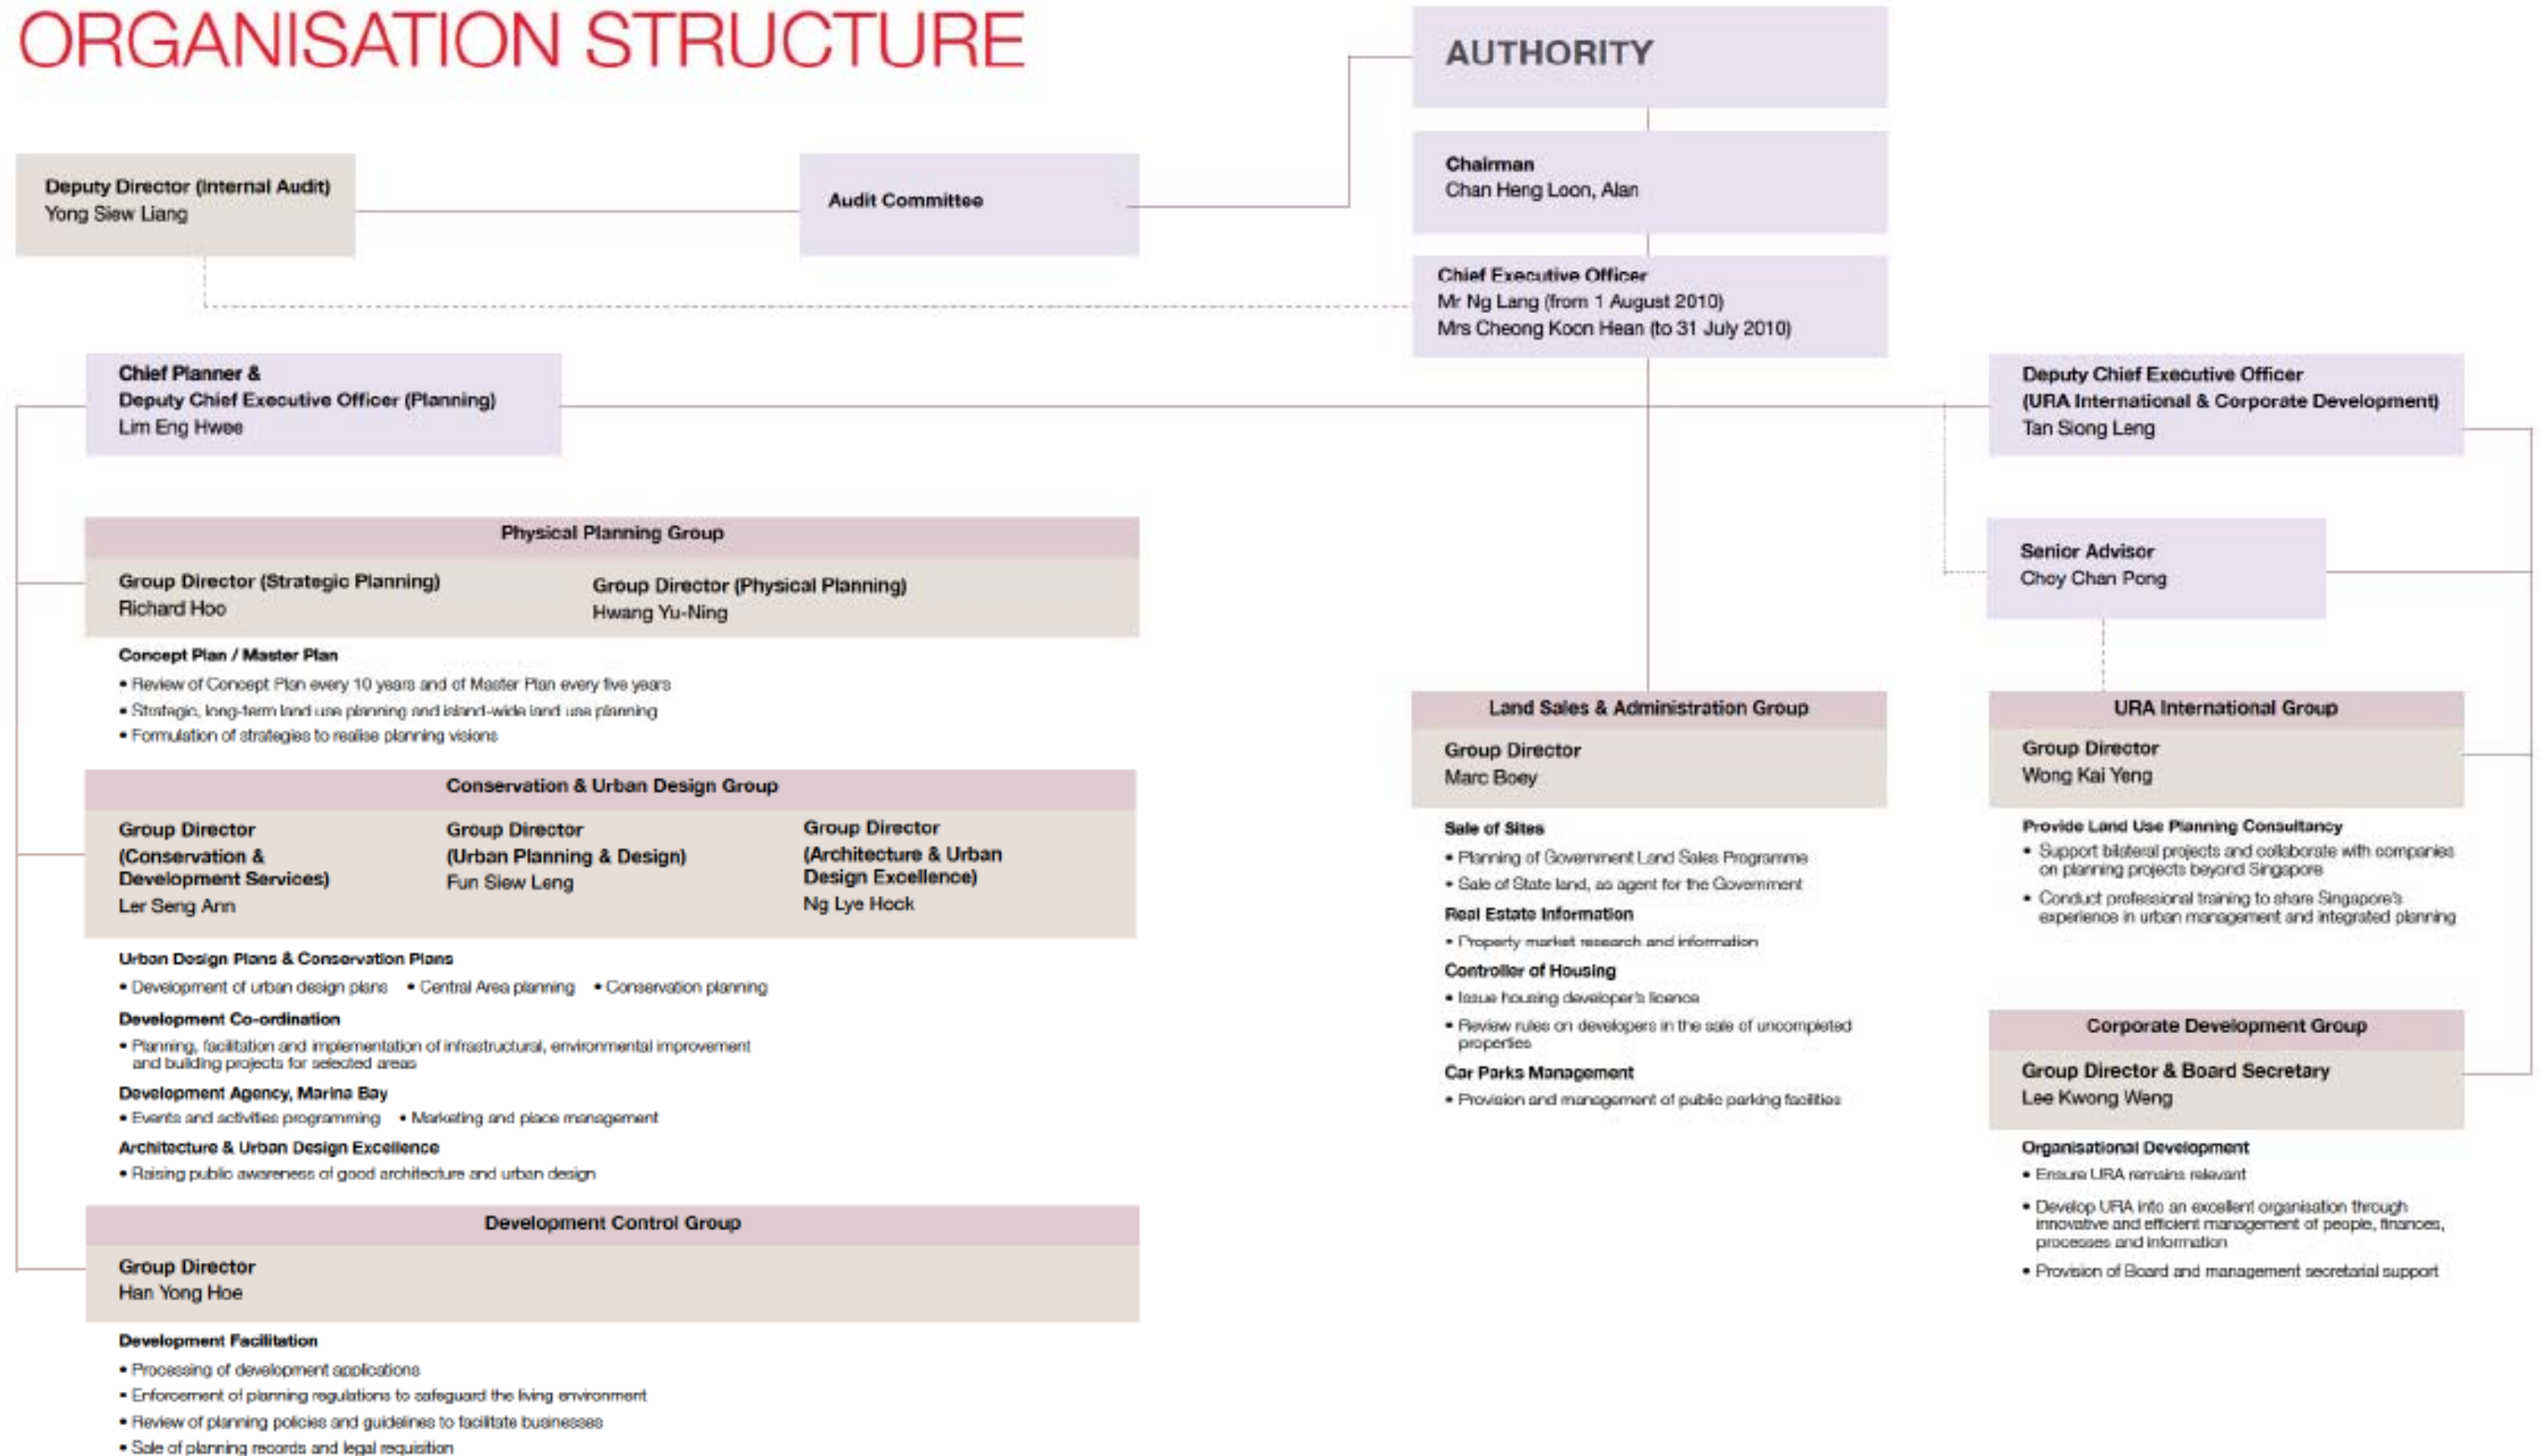 ORGANISATION STRUCTURE
AUTHORITY
Chairman
Chan Heng Loon, Alan
Deputy Director (Internal Audit)
Yong Siew Liang
Audit Committee
Chief Executive Officer
Mr Ng Lang (from 1 August 2010)
Mrs Cheong Koon Hean (to 31 July 2010)
Chief Planner &
Deputy Chief Executive Officer (Planning)
Lim Eng Hwee
Deputy Chief Executive Officer
(URA International & Corporate Development)
Tan Siong Leng
Senior Advisor
Choy Chan Pong
Physical Planning Group
Group Director (Strategic Planning)
Richard Hoo
Group Director (Physical Planning)
Hwang Yu-Ning
Concept Plan / Master Plan
• Review of Concept Plan every 10 years and of Master Plan every five years
• Strategic, long-term land use planning and island-wide land use planning
• Formulation of strategies to realise planning visions
Conservation & Urban Design Group
Group Director
(Conservation &
Development Services)
Ler Seng Ann
Group Director
(Urban Planning & Design)
Fun Siew Leng
Group Director
(Architecture & Urban
Design Excellence)
Ng Lye Hock
Urban Design Plans & Conservation Plans
• Development of urban design plans • Central Area planning • Conservation planning
Development Co-ordination
• Planning, facilitation and implementation of infrastructural, environmental improvement
and building projects for selected areas
Development Agency, Marina Bay
• Events and activities programming • Marketing and place management
Architecture & Urban Design Excellence
• Raising public awareness of good architecture and urban design
Development Control Group
Group Director
Han Yong Hoe
Development Facilitation
• Processing of development applications
• Enforcement of planning regulations to safeguard the living environment
• Review of planning policies and guidelines to facilitate businesses
• Sale of planning records and legal requisition
Land Sales & Administration Group
Group Director
Marc Boey
Sale of Sites
• Planning of Government Land Sales Programme
• Sale of State land, as agent for the Government
Real Estate Information
• Property market research and information
Controller of Housing
• Issue housing developer's licence
• Review rules on developers in the sale of uncompleted
properties
Car Parks Management
• Provision and management of public parking facilities
URA International Group
Group Director
Wong Kai Yeng
Provide Land Use Planning Consultancy
• Support bilateral projects and collaborate with companies
on planning projects beyond Singapore
• Conduct professional training to share Singapore's
experience in urban management and integrated planning
Corporate Development Group
Group Director & Board Secretary
Lee Kwong Weng
Organisational Development
• Ensure URA remains relevant
• Develop URA into an excellent organisation through
innovative and efficient management of people, finances,
processes and information
• Provision of Board and management secretarial support